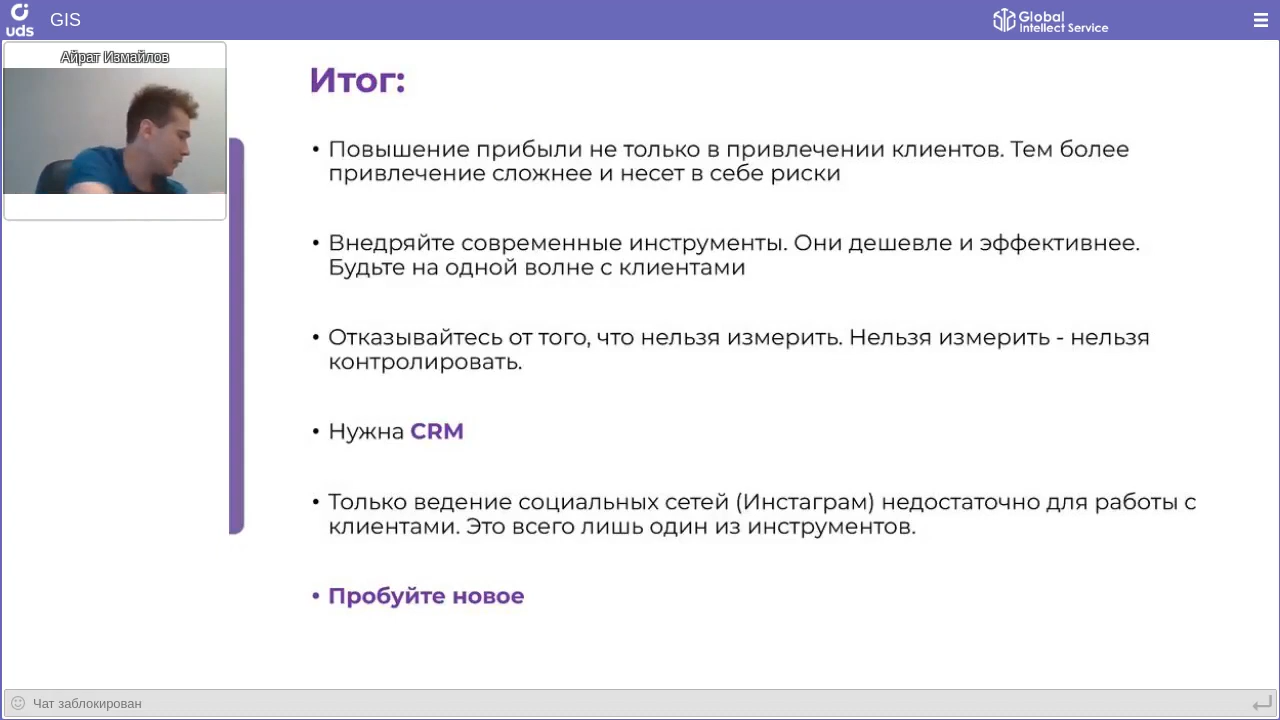 uds
GIS
Global
Intellect Service
Айрат Измайлов
Итог:
• Повышение прибыли не только в привлечении клиентов. Тем более
привлечение сложнее и несет в себе риски
• Внедряйте современные инструменты. Они дешевле и эффективнее.
Будьте на одной волне с клиентами
• Отказывайтесь от того, что нельзя измерить. Нельзя измерить - нельзя
контролировать.
• Нужна CRM
• Только ведение социальных сетей (Инстаграм) недостаточно для работы с
клиентами. Это всего лишь один из инструментов.
• Пробуйте новое
Чат заблокирован